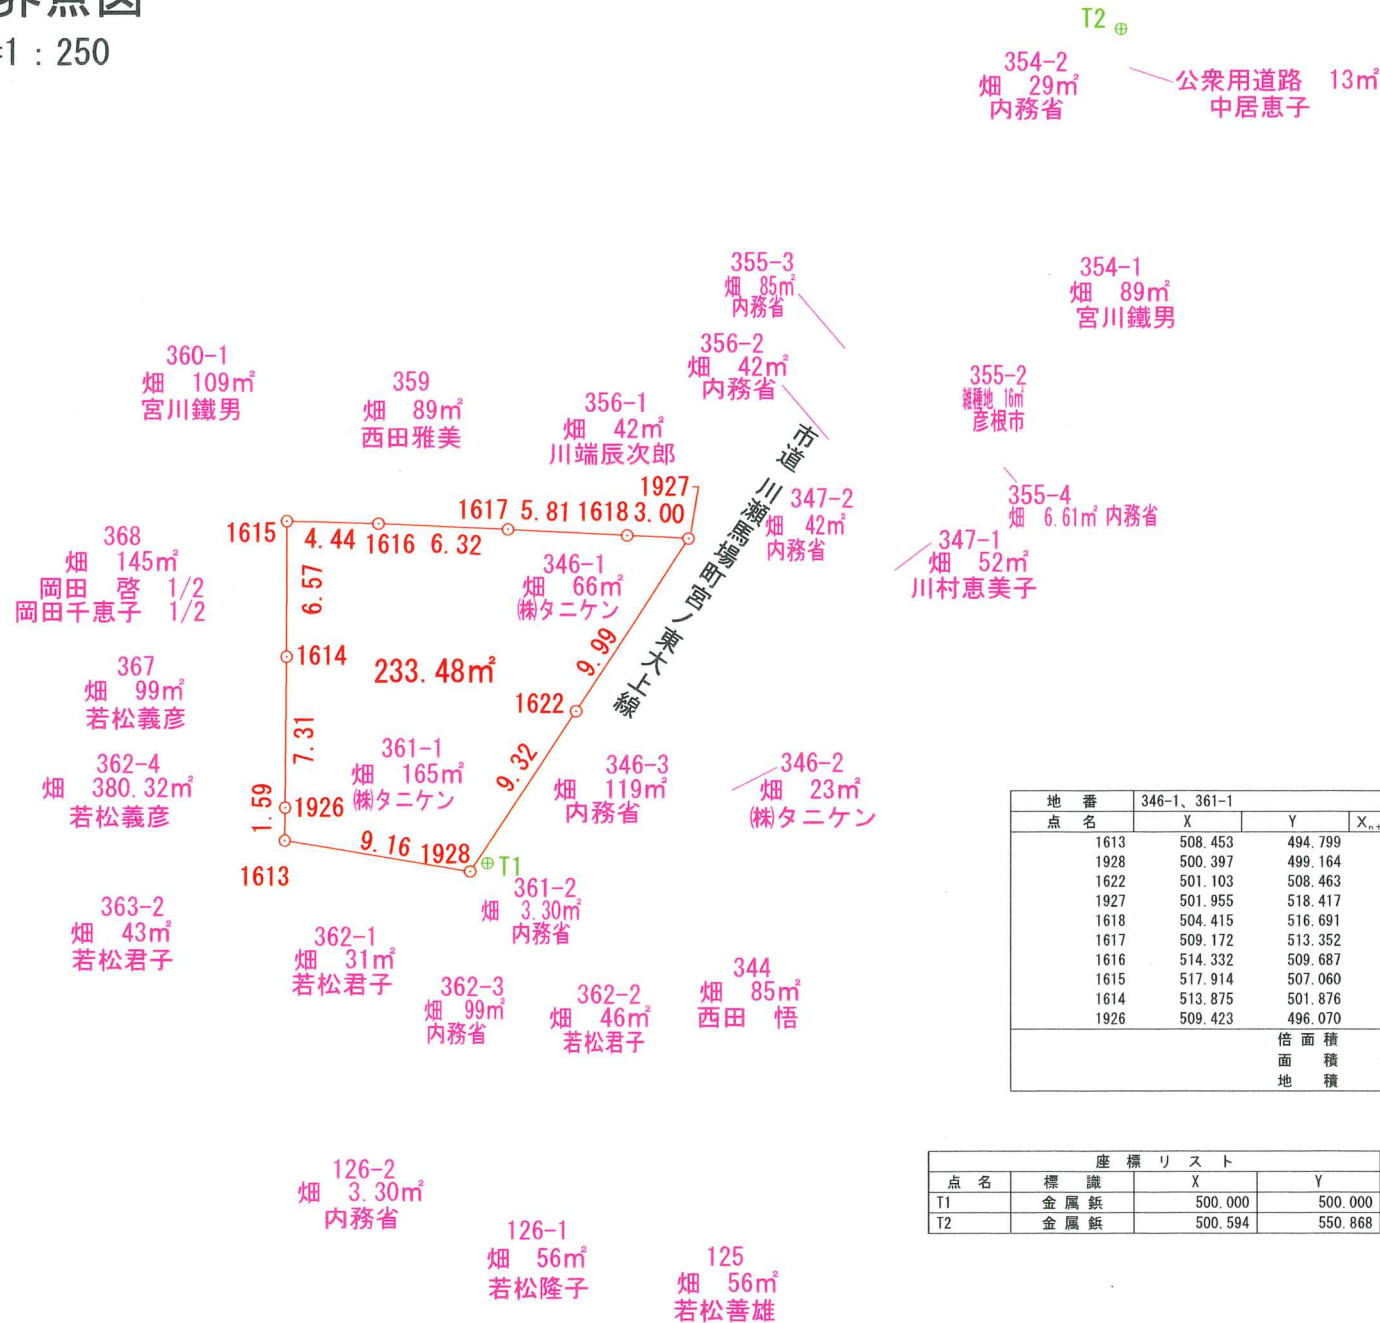 界点図
=1 : 250
T2
354-2
畑 29㎡
内務省
公衆用道路 13㎡
中居恵子
355-3
畑 85㎡
内務省
354-1
畑 89㎡
宮川鐵男
356-2
畑 42㎡
内務省
360-1
畑 109㎡
宮川鐵男
359
畑 89㎡
西田雅美
356-1
畑 42㎡
川端辰次郎
355-2
雑種地 16㎡
彦根市
市道 川瀬馬場町宮ノ東大上線
347-2
畑 42㎡
内務省
355-4
畑 6.61㎡ 内務省
347-1
畑 52㎡
川村恵美子
1927
1617 5.81 1618 3.00
1615 4.44 1616 6.32
368
畑 145㎡
岡田 啓 1/2
岡田千恵子 1/2
6.57
346-1
畑 66㎡
㈱タニケン
9.99
1614
233.48㎡
367
畑 99㎡
若松義彦
1622
7.31
361-1
畑 165㎡
㈱タニケン
9.32
362-4
畑 380.32㎡
若松義彦
346-3
畑 119㎡
内務省
346-2
畑 23㎡
㈱タニケン
1.59
1926
9.16
1928
T1
1613
361-2
畑 3.30㎡
内務省
363-2
畑 43㎡
若松君子
362-1
畑 31㎡
若松君子
362-3
畑 99㎡
内務省
362-2
畑 46㎡
若松君子
344
畑 85㎡
西田 悟
126-2
畑 3.30㎡
内務省
126-1
畑 56㎡
若松隆子
125
畑 56㎡
若松善雄
地番 346-1、361-1
点名 X Y
1613 508.453 494.799
1928 500.397 499.164
1622 501.103 508.463
1927 501.955 518.417
1618 504.415 516.691
1617 509.172 513.352
1616 514.332 509.687
1615 517.914 507.060
1614 513.875 501.876
1926 509.423 496.070
倍面積
面積
地積
座標リスト
点名 標識 X Y
T1 金属鋲 500.000 500.000
T2 金属鋲 500.594 550.868